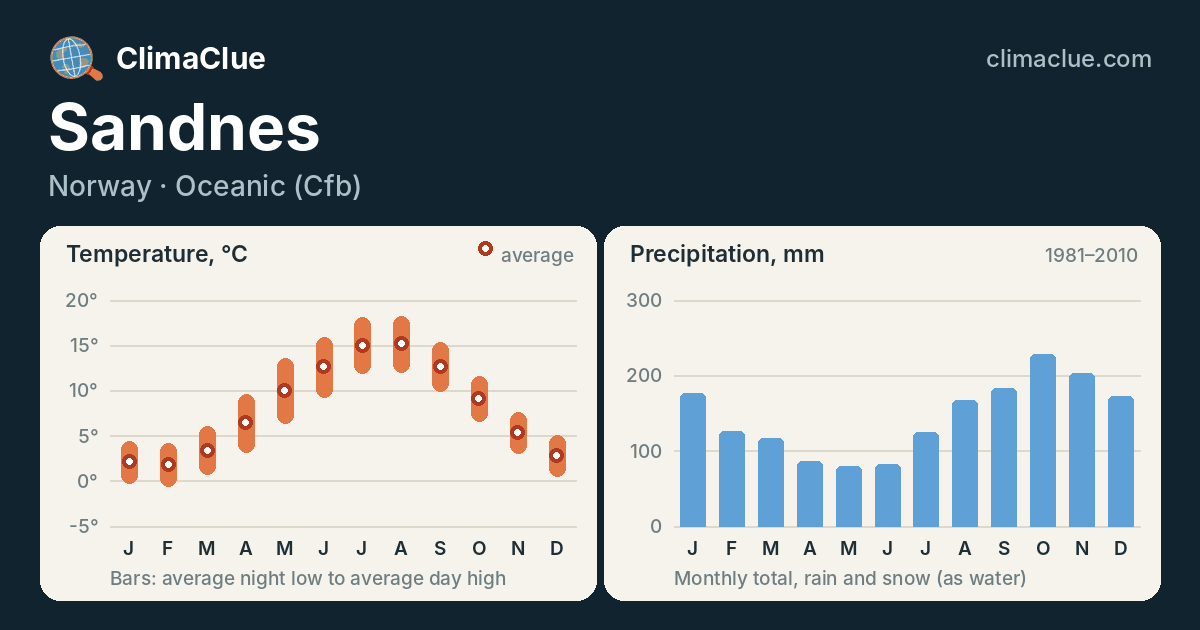 ClimaClue
climaclue.com
Sandnes
Norway · Oceanic (Cfb)
Temperature, °C
average
20°
15°
10°
5°
0°
-5°
J F M A M J J A S O N D
Bars: average night low to average day high
Precipitation, mm
1981–2010
300
200
100
0
J F M A M J J A S O N D
Monthly total, rain and snow (as water)